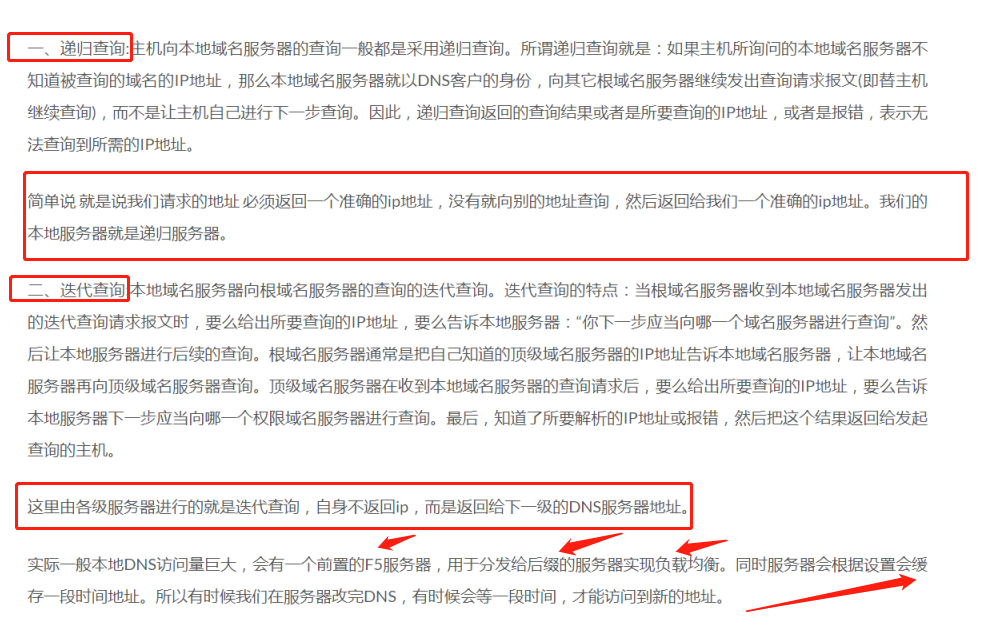 一、递归查询:主机向本地域名服务器的查询一般都是采用递归查询。所谓递归查询就是：如果主机所询问的本地域名服务器不
知道被查询的域名的IP地址，那么本地域名服务器就以DNS客户的身份，向其它根域名服务器继续发出查询请求报文(即替主机
继续查询)，而不是让主机自己进行下一步查询。因此，递归查询返回的查询结果或者是所要查询的IP地址，或者是报错，表示无
法查询到所需的IP地址。
简单说 就是说我们请求的地址 必须返回一个准确的ip地址，没有就向别的地址查询，然后返回给我们一个准确的ip地址。我们的
本地服务器就是递归服务器。
二、迭代查询:本地域名服务器向根域名服务器的查询的迭代查询。迭代查询的特点：当根域名服务器收到本地域名服务器发出
的迭代查询请求报文时，要么给出所要查询的IP地址，要么告诉本地服务器：“你下一步应当向哪一个域名服务器进行查询”。然
后让本地服务器进行后续的查询。根域名服务器通常是把自己知道的顶级域名服务器的IP地址告诉本地域名服务器，让本地域名
服务器再向顶级域名服务器查询。顶级域名服务器在收到本地域名服务器的查询请求后，要么给出所要查询的IP地址，要么告诉
本地服务器下一步应当向哪一个权限域名服务器进行查询。最后，知道了所要解析的IP地址或报错，然后把这个结果返回给发起
查询的主机。
这里由各级服务器进行的就是迭代查询，自身不返回ip，而是返回给下一级的DNS服务器地址。
实际一般本地DNS访问量巨大，会有一个前置的F5服务器，用于分发给后缀的服务器实现负载均衡。同时服务器会根据设置会缓
存一段时间地址。所以有时候我们在服务器改完DNS，有时候会等一段时间，才能访问到新的地址。